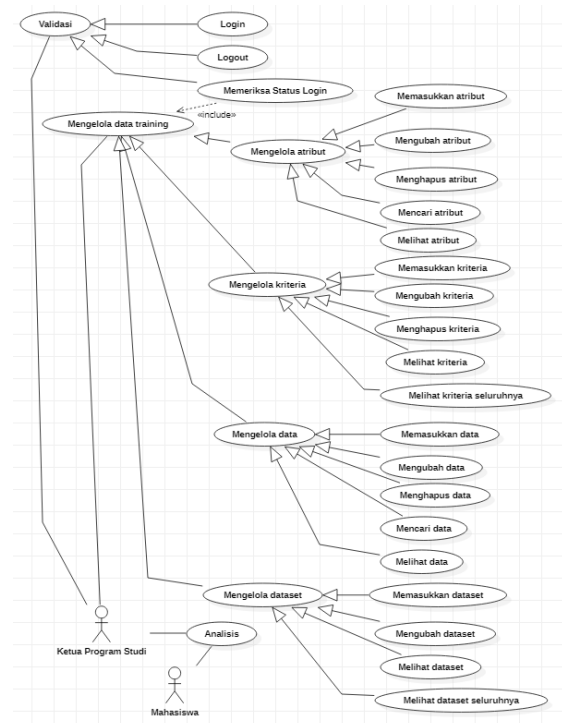 Validasi
Login
Logout
Memeriksa Status Login
«include»
Mengelola data training
Memasukkan atribut
Mengubah atribut
Mengelola atribut
Menghapus atribut
Mencari atribut
Melihat atribut
Memasukkan kriteria
Mengelola kriteria
Mengubah kriteria
Menghapus kriteria
Melihat kriteria
Melihat kriteria seluruhnya
Mengelola data
Memasukkan data
Mengubah data
Menghapus data
Mencari data
Melihat data
Mengelola dataset
Memasukkan dataset
Mengubah dataset
Melihat dataset
Melihat dataset seluruhnya
Analisis
Ketua Program Studi
Mahasiswa